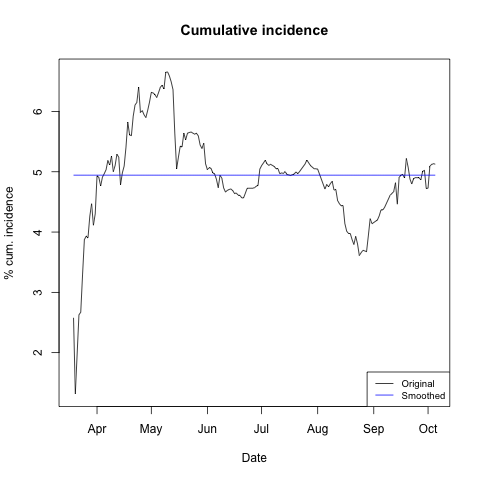 Cumulative incidence
% cum. incidence
6
5
4
3
2
Apr May Jun Jul Aug Sep Oct
Date
Original
Smoothed